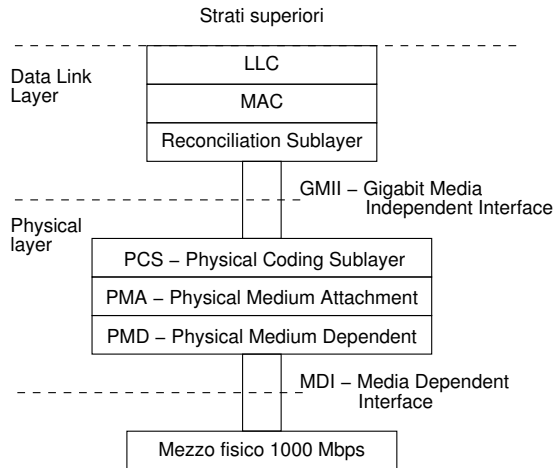 Strati superiori
Data Link
Layer
LLC
MAC
Reconciliation Sublayer
GMII – Gigabit Media
Independent Interface
Physical
layer
PCS – Physical Coding Sublayer
PMA – Physical Medium Attachment
PMD – Physical Medium Dependent
MDI – Media Dependent
Interface
Mezzo fisico 1000 Mbps